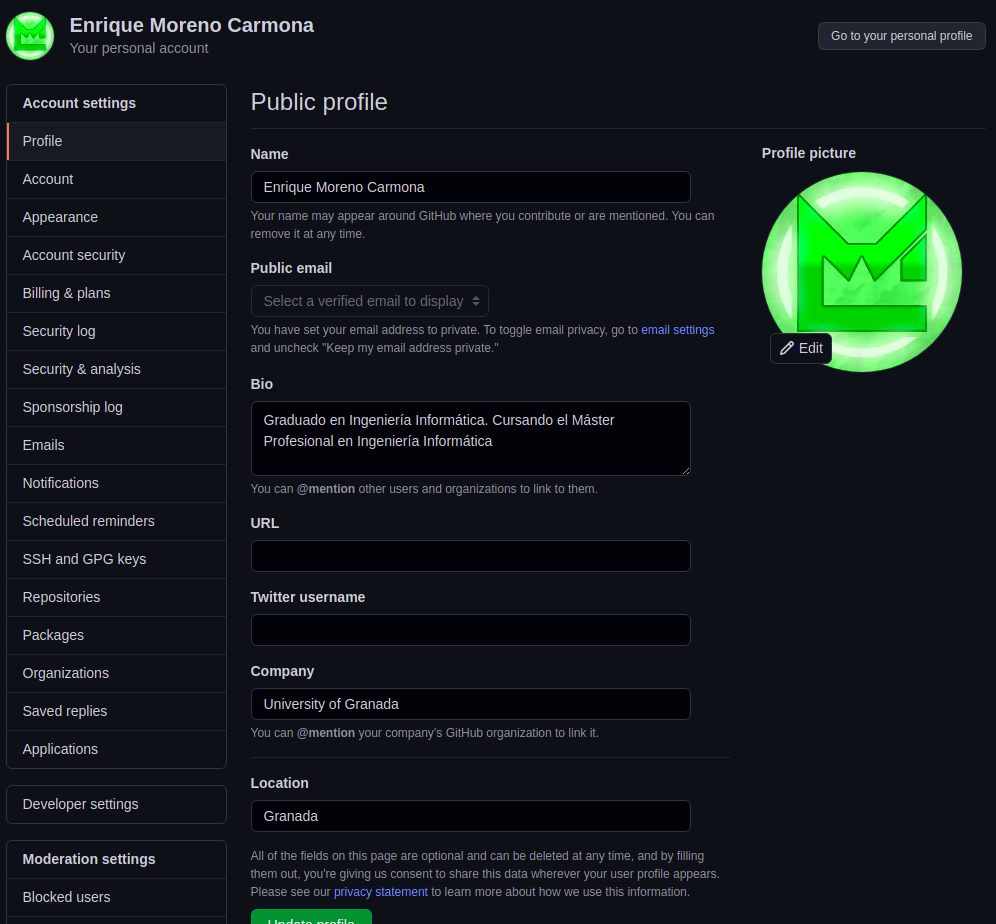 Enrique Moreno Carmona
Your personal account
Go to your personal profile
Account settings
Profile
Account
Appearance
Account security
Billing & plans
Security log
Security & analysis
Sponsorship log
Emails
Notifications
Scheduled reminders
SSH and GPG keys
Repositories
Packages
Organizations
Saved replies
Applications
Developer settings
Moderation settings
Blocked users
Public profile
Name
Enrique Moreno Carmona
Your name may appear around GitHub where you contribute or are mentioned. You can
remove it at any time.
Public email
Select a verified email to display
You have set your email address to private. To toggle email privacy, go to email settings
and uncheck "Keep my email address private."
Bio
Graduado en Ingeniería Informática. Cursando el Máster
Profesional en Ingeniería Informática
You can @mention other users and organizations to link to them.
URL
Twitter username
Company
University of Granada
You can @mention your company's GitHub organization to link it.
Location
Granada
All of the fields on this page are optional and can be deleted at any time, and by filling
them out, you're giving us consent to share this data wherever your user profile appears.
Please see our privacy statement to learn more about how we use this information.
Update profile
Profile picture
Edit